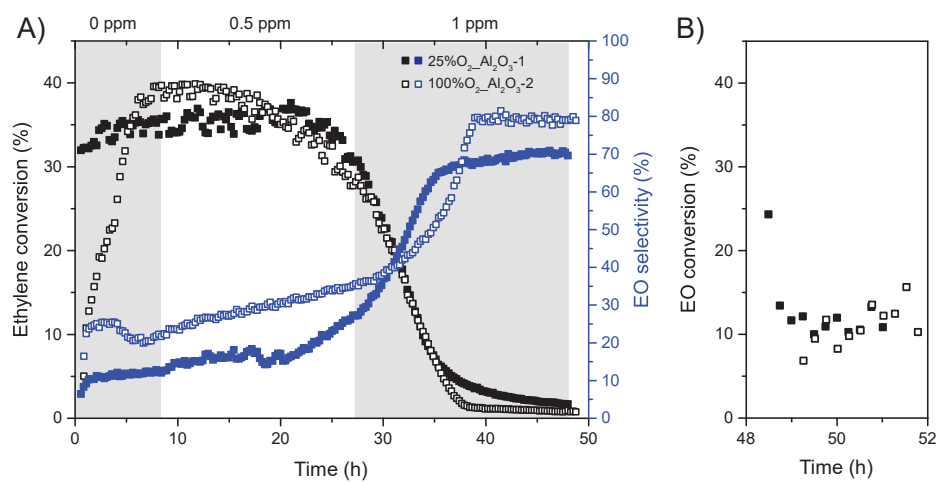 A)
0 ppm 0.5 ppm 1 ppm
25%O₂_Al₂O₃-1
100%O₂_Al₂O₃-2
Ethylene conversion (%)
0 10 20 30 40
EO selectivity (%)
0 10 20 30 40 50 60 70 80 90 100
0 10 20 30 40 50
Time (h)
B)
EO conversion (%)
0 10 20 30 40
48 50 52
Time (h)